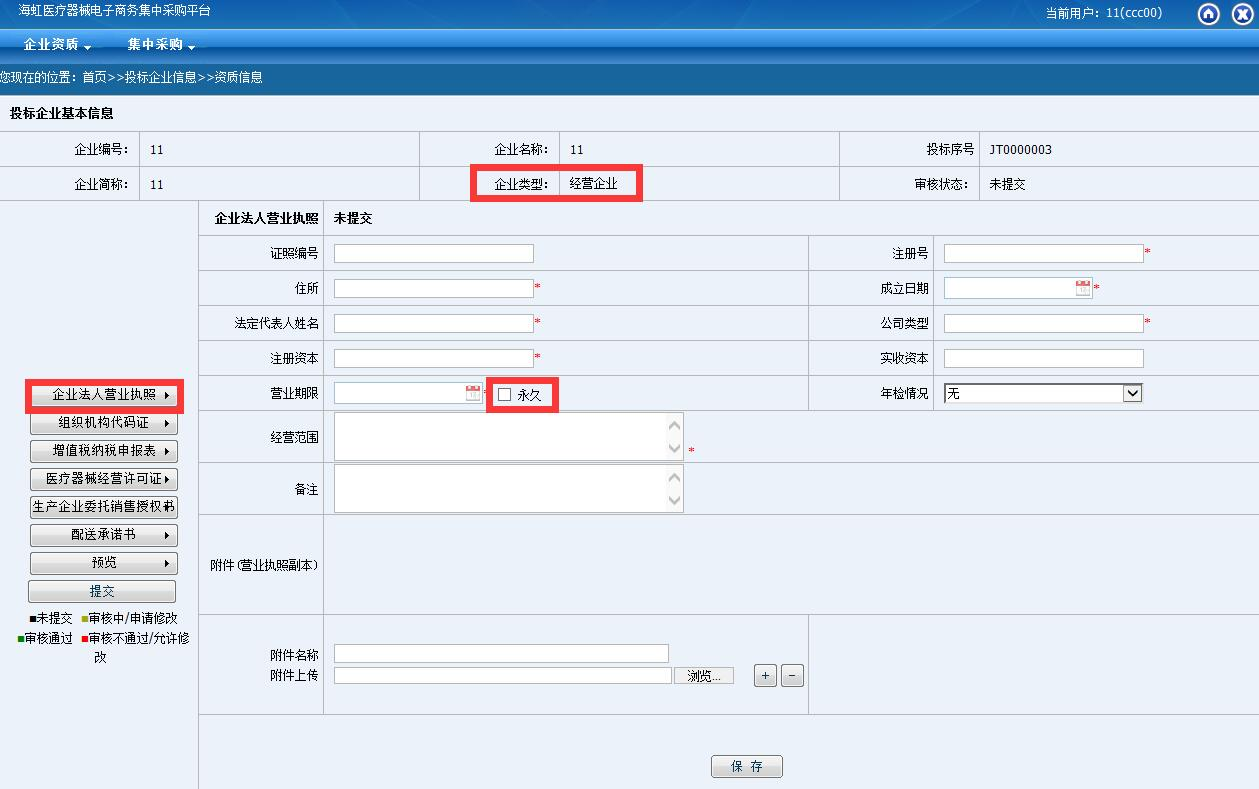 海虹医疗器械电子商务集中采购平台
当前用户：11(ccc00)
企业资质 集中采购
您现在的位置：首页>>投标企业信息>>资质信息
投标企业基本信息
企业编号： 11 企业名称： 11 投标序号 JT0000003
企业简称： 11 企业类型： 经营企业 审核状态： 未提交
企业法人营业执照 未提交
证照编号 注册号 *
住所 * 成立日期 *
法定代表人姓名 * 公司类型 *
注册资本 * 实收资本
营业期限 永久 年检情况 无
经营范围 *
备注
附件(营业执照副本)
附件名称
附件上传 浏览... + -
保 存
企业法人营业执照
组织机构代码证
增值税纳税申报表
医疗器械经营许可证
生产企业委托销售授权书
配送承诺书
预览
提交
■未提交 ■审核中/申请修改
■审核通过 ■审核不通过/允许修
改